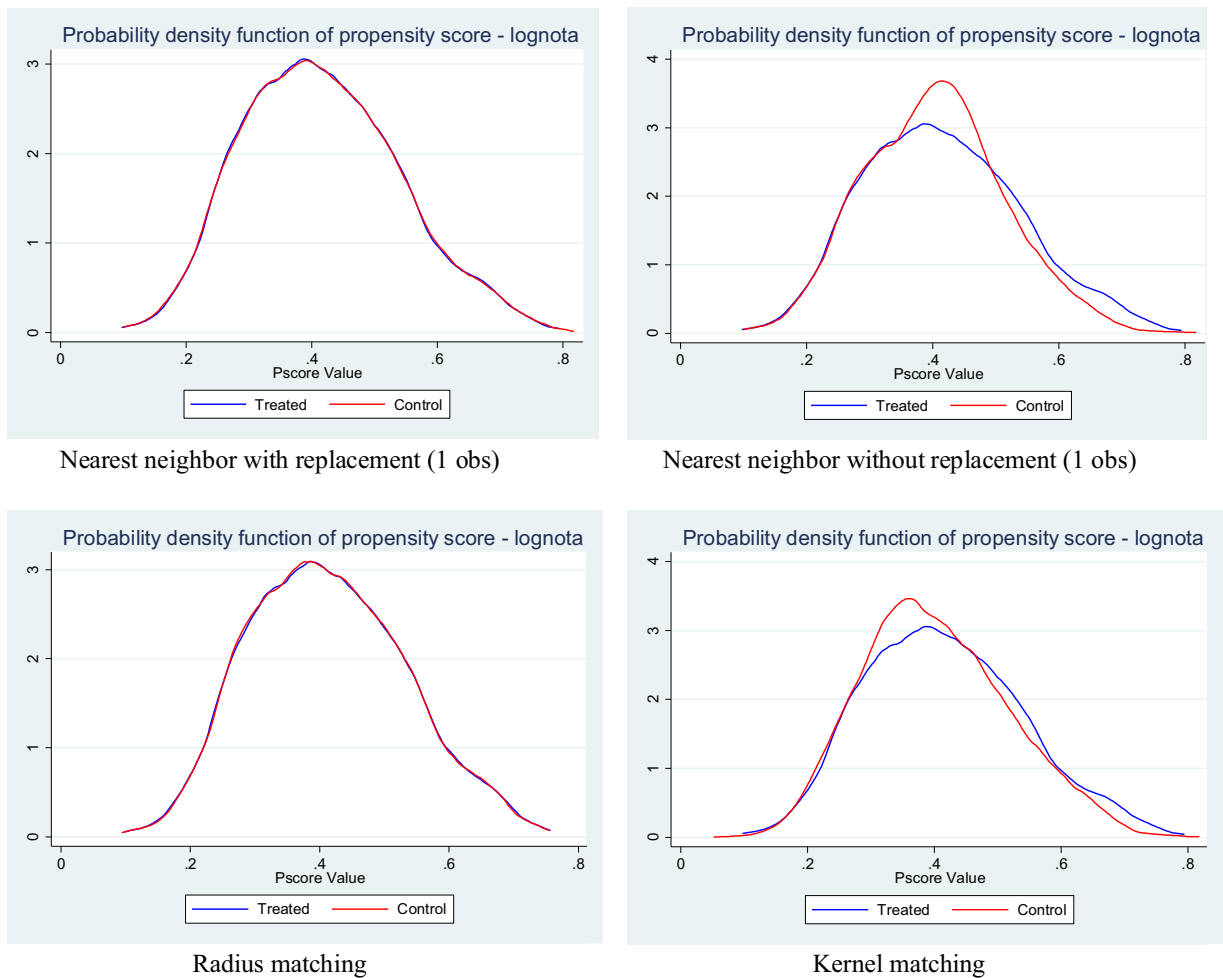 Probability density function of propensity score - lognota
3
2
1
0
0 .2 .4 .6 .8
Pscore Value
Treated Control
Nearest neighbor with replacement (1 obs)
Probability density function of propensity score - lognota
4
3
2
1
0
0 .2 .4 .6 .8
Pscore Value
Treated Control
Nearest neighbor without replacement (1 obs)
Probability density function of propensity score - lognota
3
2
1
0
0 .2 .4 .6 .8
Pscore Value
Treated Control
Radius matching
Probability density function of propensity score - lognota
4
3
2
1
0
0 .2 .4 .6 .8
Pscore Value
Treated Control
Kernel matching